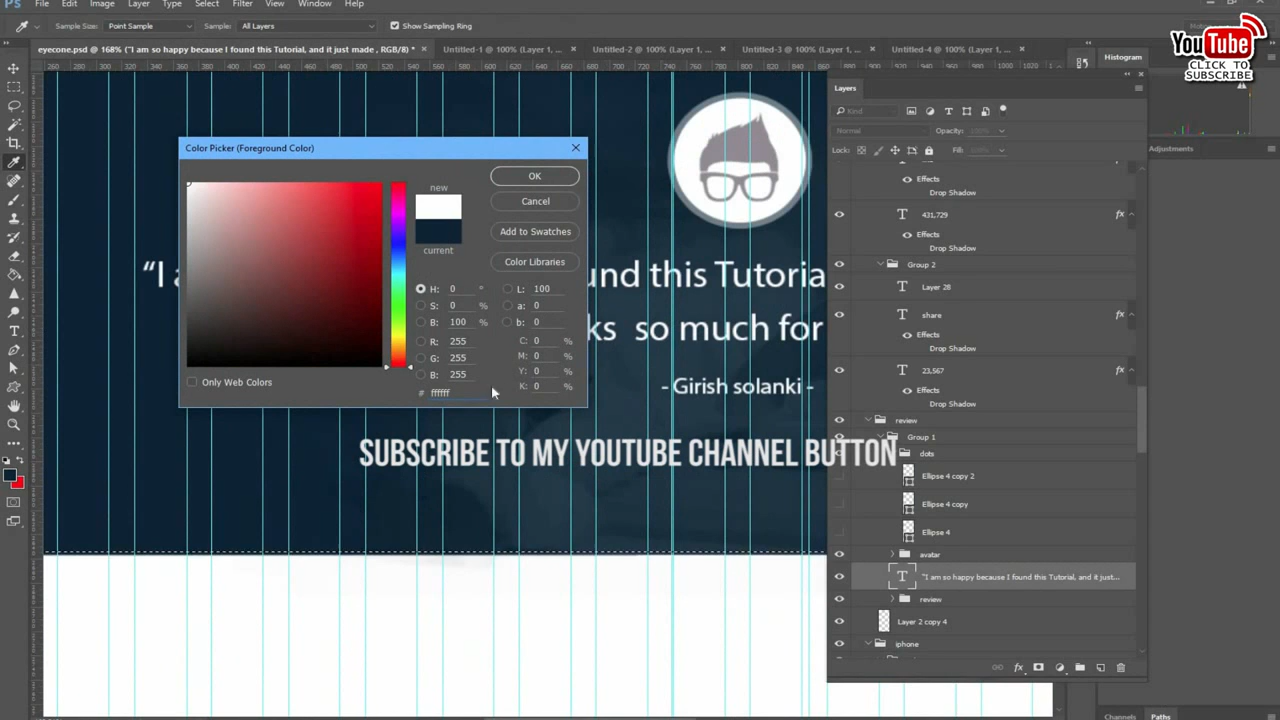 PS File Edit Image Layer Type Select Filter View Window Help
Sample Size: Point Sample Sample: All Layers Show Sampling Ring
YouTube
CLICK TO
SUBSCRIBE
eyecone.psd @ 168% ("I am so happy because I found this Tutorial, and it just made , RGB/8) * × Untitled-1 @ 100% (Layer 1, ... × Untitled-2 @ 100% (Layer 1, ... × Untitled-3 @ 100% (Layer 1, ... × Untitled-4 @ 100% (Layer 1, ... ×
Histogram
Layers
Kind
Normal Opacity: 100%
Lock: Fill: 100%
Adjustments
Effects
Drop Shadow
431,729 fx
Effects
Drop Shadow
Group 2
Layer 28
share fx
Effects
Drop Shadow
23,567 fx
Effects
Drop Shadow
review
Group 1
dots
Ellipse 4 copy 2
Ellipse 4 copy
Ellipse 4
avatar
"I am so happy because I found this Tutorial, and it just...
review
Layer 2 copy 4
iphone
fx
Channels Paths
Color Picker (Foreground Color)
new
current
OK
Cancel
Add to Swatches
Color Libraries
H: 0 °
S: 0 %
B: 100 %
R: 255
G: 255
B: 255
# ffffff
L: 100
a: 0
b: 0
C: 0 %
M: 0 %
Y: 0 %
K: 0 %
Only Web Colors
“I a und this Tutoria
ks so much for
- Girish solanki -
SUBSCRIBE TO MY YOUTUBE CHANNEL BUTTON